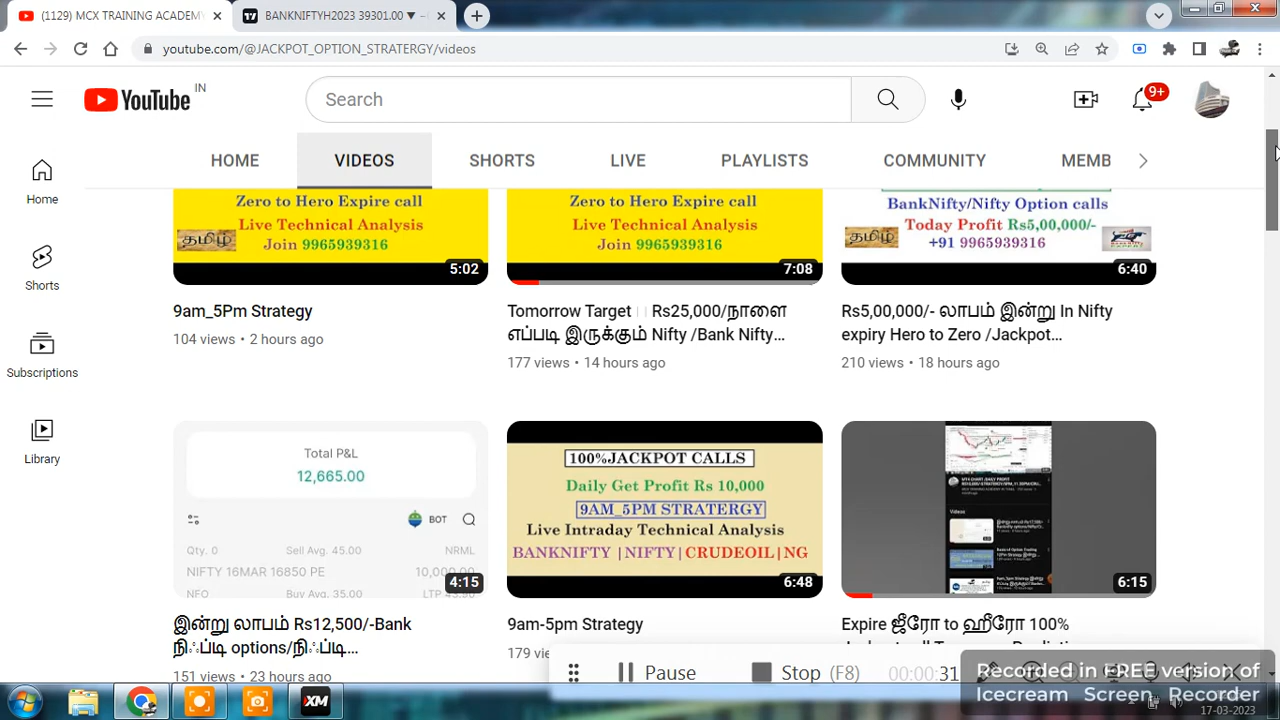 (1129) MCX TRAINING ACADEMY
BANKNIFTYH2023 39301.00 ▼ –
youtube.com/@JACKPOT_OPTION_STRATERGY/videos
YouTube IN
Search
9+
HOME
VIDEOS
SHORTS
LIVE
PLAYLISTS
COMMUNITY
MEMB
Home
Shorts
Subscriptions
Library
Zero to Hero Expire call
Live Technical Analysis
தமிழ்
Join 9965939316
5:02
9am_5Pm Strategy
104 views • 2 hours ago
Zero to Hero Expire call
Live Technical Analysis
Join 9965939316
7:08
Tomorrow Target Rs25,000/நாளை
எப்படி இருக்கும் Nifty /Bank Nifty...
177 views • 14 hours ago
BankNifty/Nifty Option calls
Today Profit Rs5,00,000/-
தமிழ்
+91 9965939316
6:40
Rs5,00,000/- லாபம் இன்று In Nifty
expiry Hero to Zero /Jackpot...
210 views • 18 hours ago
Total P&L
12,665.00
BOT
Qty. 0 Sell Avg. 45.00 NRML
4:15
இன்று லாபம் Rs12,500/-Bank
நிஃப்டி options/நிஃப்டி...
151 views • 23 hours ago
100%JACKPOT CALLS
Daily Get Profit Rs 10,000
9AM_5PM STRATERGY
Live Intraday Technical Analysis
BANKNIFTY |NIFTY|CRUDEOIL|NG
6:48
9am-5pm Strategy
179
Videos
6:15
Expire ஜீரோ to ஹீரோ 100%
Pause
Stop (F8)
00:00:31
Recorded in FREE version of
Icecream Screen Recorder
XM
17-03-2023